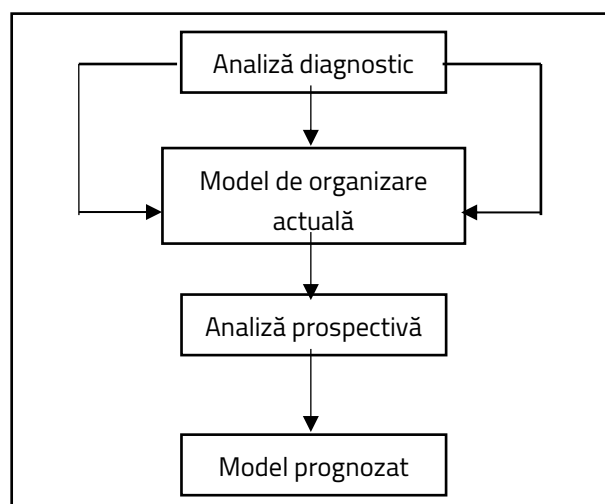 Analiză diagnostic
Model de organizare
actuală
Analiză prospectivă
Model prognozat